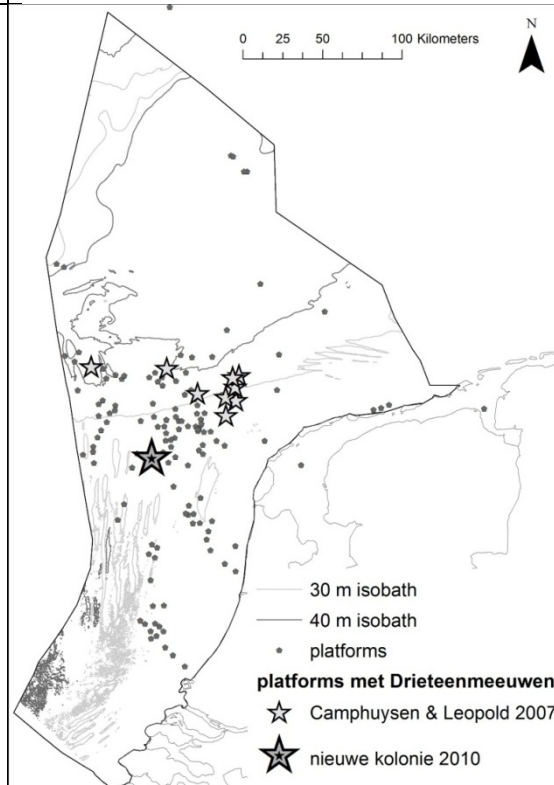 N
0 25 50 100 Kilometers
30 m isobath
40 m isobath
platforms
platforms met Drieteenmeeuwen
Camphuysen & Leopold 2007
nieuwe kolonie 2010